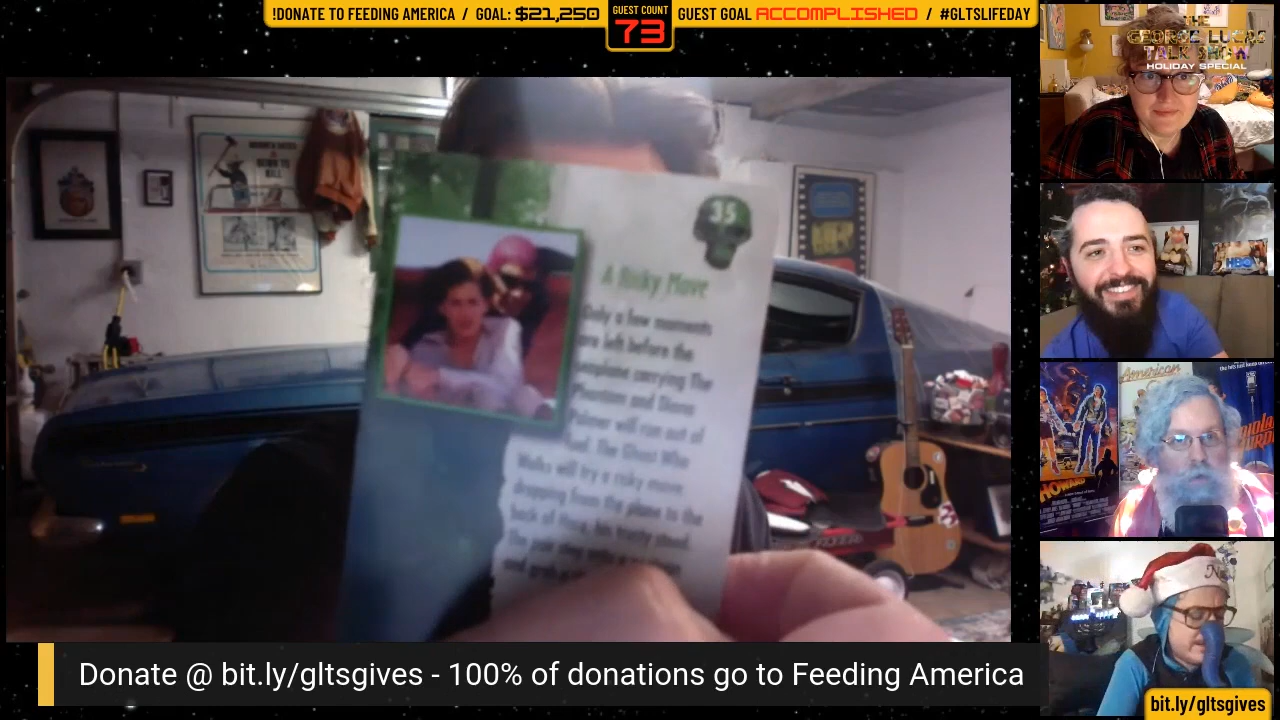 !DONATE TO FEEDING AMERICA / GOAL: $21,250
GUEST COUNT
73
GUEST GOAL ACCOMPLISHED / #GLTSLIFEDAY
THE
GEORGE LUCAS
TALK SHOW
HOLIDAY SPECIAL
35
A Risky Move
Only a few moments
are left before the
seaplane carrying The
Phantom and Diana
Palmer will run out of
fuel. The Ghost Who
Walks will try a risky move
dropping from the plane to the
back of Hero, his trusty steed.
HBO
American
HOWARD
Donate @ bit.ly/gltsgives - 100% of donations go to Feeding America
bit.ly/gltsgives